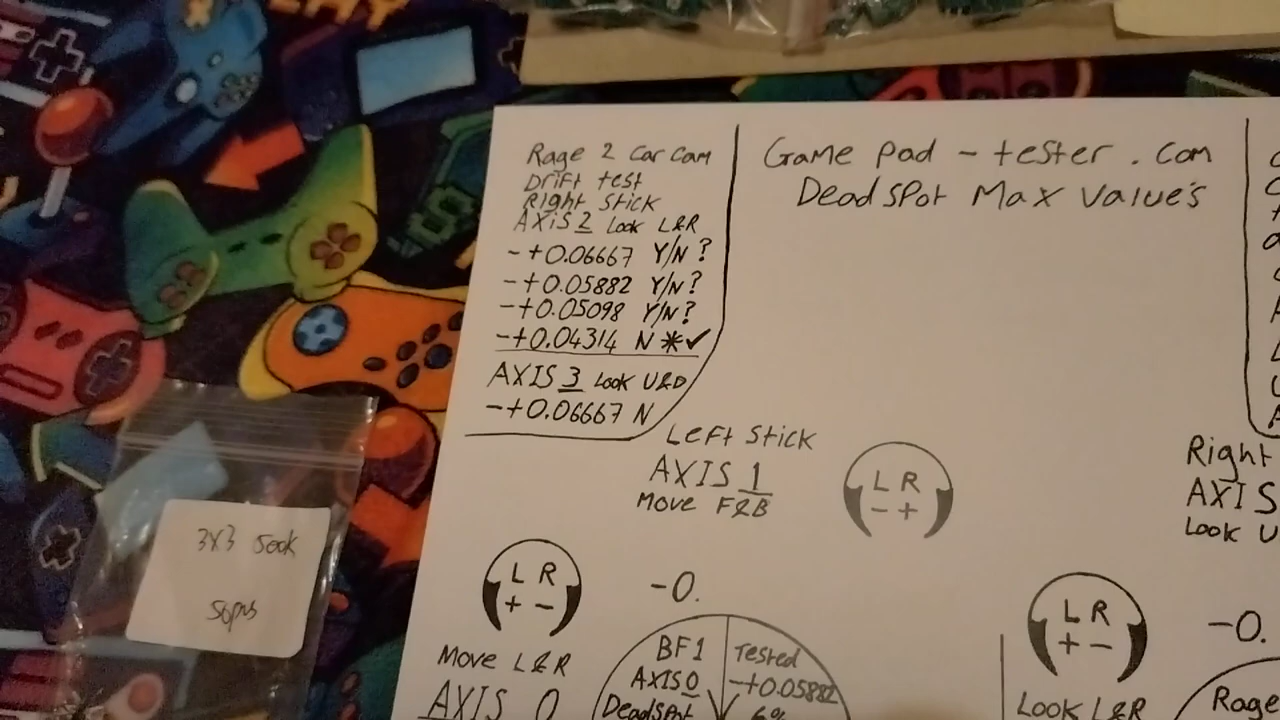 Rage 2 Car Cam
Drift test
Right Stick
AXIS 2 Look L&R
-+0.06667 Y/N?
-+0.05882 Y/N?
-+0.05098 Y/N?
-+0.04314 N *✓
AXIS 3 Look U&D
-+0.06667 N
Game Pad - tester . com
DeadSPot Max Value's
Left Stick
AXIS 1
Move F&B
L R
- +
Right
AXIS
Look U
L R
+ -
-0.
Move L&R
AXIS 0
BF1
AXIS 0
DeadSPot
Tested
-+0.05882
6%
L R
+ -
-0.
Look L&R
Rage
3x3 500k
50pcs